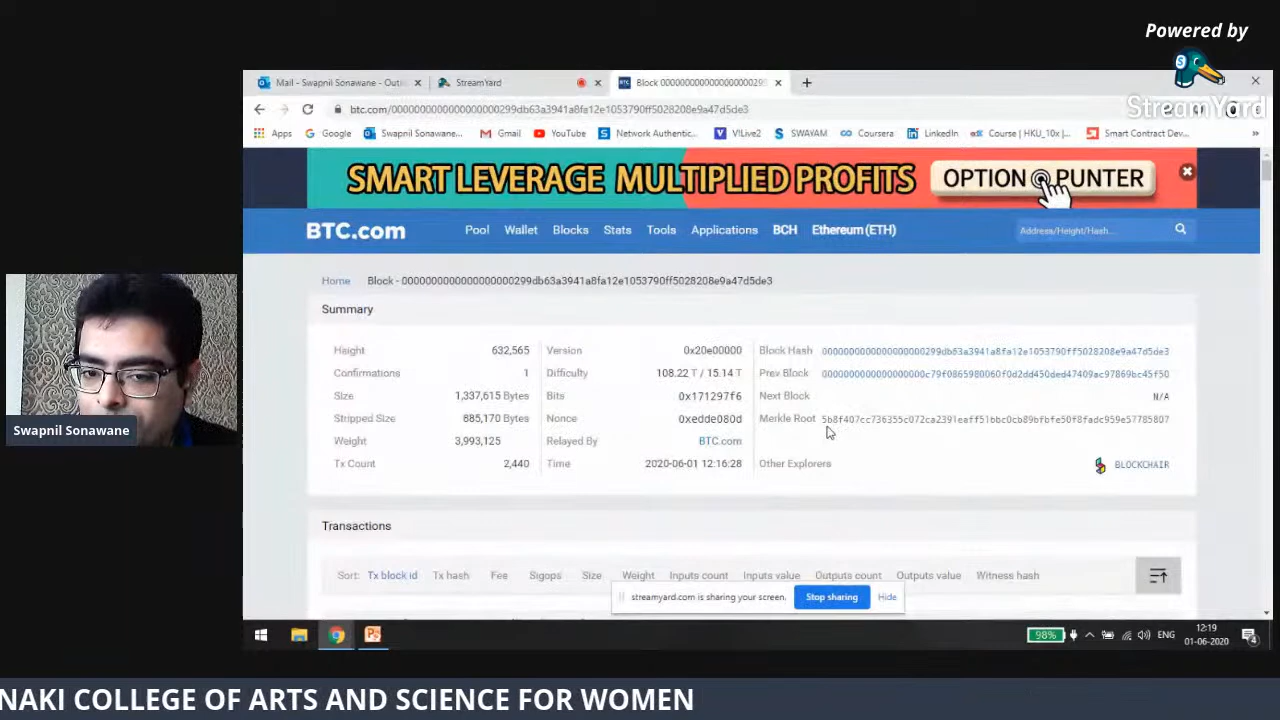 Powered by
StreamYard
Mail - Swapnil Sonawane - Outl
StreamYard
Block 000000000000000000299
btc.com/0000000000000000000299db63a3941a8fa12e1053790ff5028208e9a47d5de3
Apps
Google
Swapnil Sonawane...
Gmail
YouTube
Network Authentic...
V!Live2
SWAYAM
Coursera
LinkedIn
Course | HKU_10x |...
Smart Contract Dev...
SMART LEVERAGE MULTIPLIED PROFITS
OPTION PUNTER
BTC.com
Pool
Wallet
Blocks
Stats
Tools
Applications
BCH
Ethereum (ETH)
Address/Height/Hash...
Home
Block - 0000000000000000000299db63a3941a8fa12e1053790ff5028208e9a47d5de3
Summary
Height 632,565
Version 0x20e00000
Block Hash 0000000000000000000299db63a3941a8fa12e1053790ff5028208e9a47d5de3
Confirmations 1
Difficulty 108.22 T / 15.14 T
Prev Block
Size 1,337,615 Bytes
Bits 0x171297f6
Next Block N/A
Stripped Size 885,170 Bytes
Nonce 0xedde080d
Merkle Root
Weight 3,993,125
Relayed By BTC.com
Tx Count 2,440
Time 2020-06-01 12:16:28
Other Explorers BLOCKCHAIR
Transactions
Sort: Tx block id Tx hash Fee Sigops Size Weight Inputs count Inputs value Outputs count Outputs value Witness hash
streamyard.com is sharing your screen.
Stop sharing
Hide
98%
ENG
12:19
01-06-2020
4
Swapnil Sonawane
NAKI COLLEGE OF ARTS AND SCIENCE FOR WOMEN